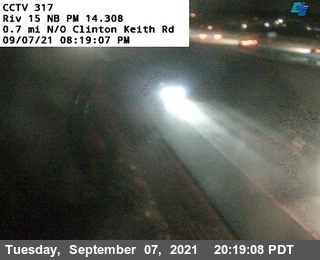 CCTV 317
Riv 15 NB PM 14.308
0.7 mi N/O Clinton Keith Rd
09/07/21 08:19:07 PM
Tuesday, September 07, 2021 20:19:08 PDT